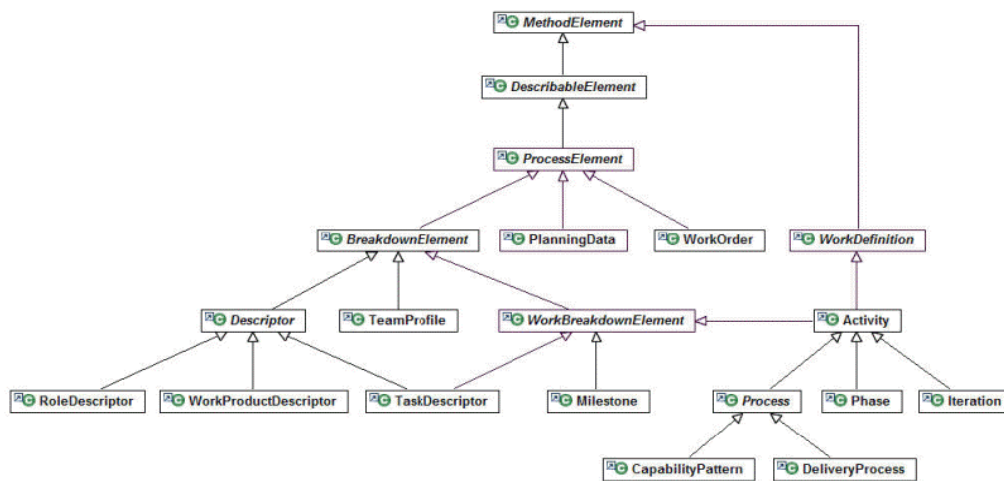 MethodElement
DescribableElement
ProcessElement
BreakdownElement
PlanningData
WorkOrder
WorkDefinition
Descriptor
TeamProfile
WorkBreakdownElement
Activity
RoleDescriptor
WorkProductDescriptor
TaskDescriptor
Milestone
Process
Phase
Iteration
CapabilityPattern
DeliveryProcess